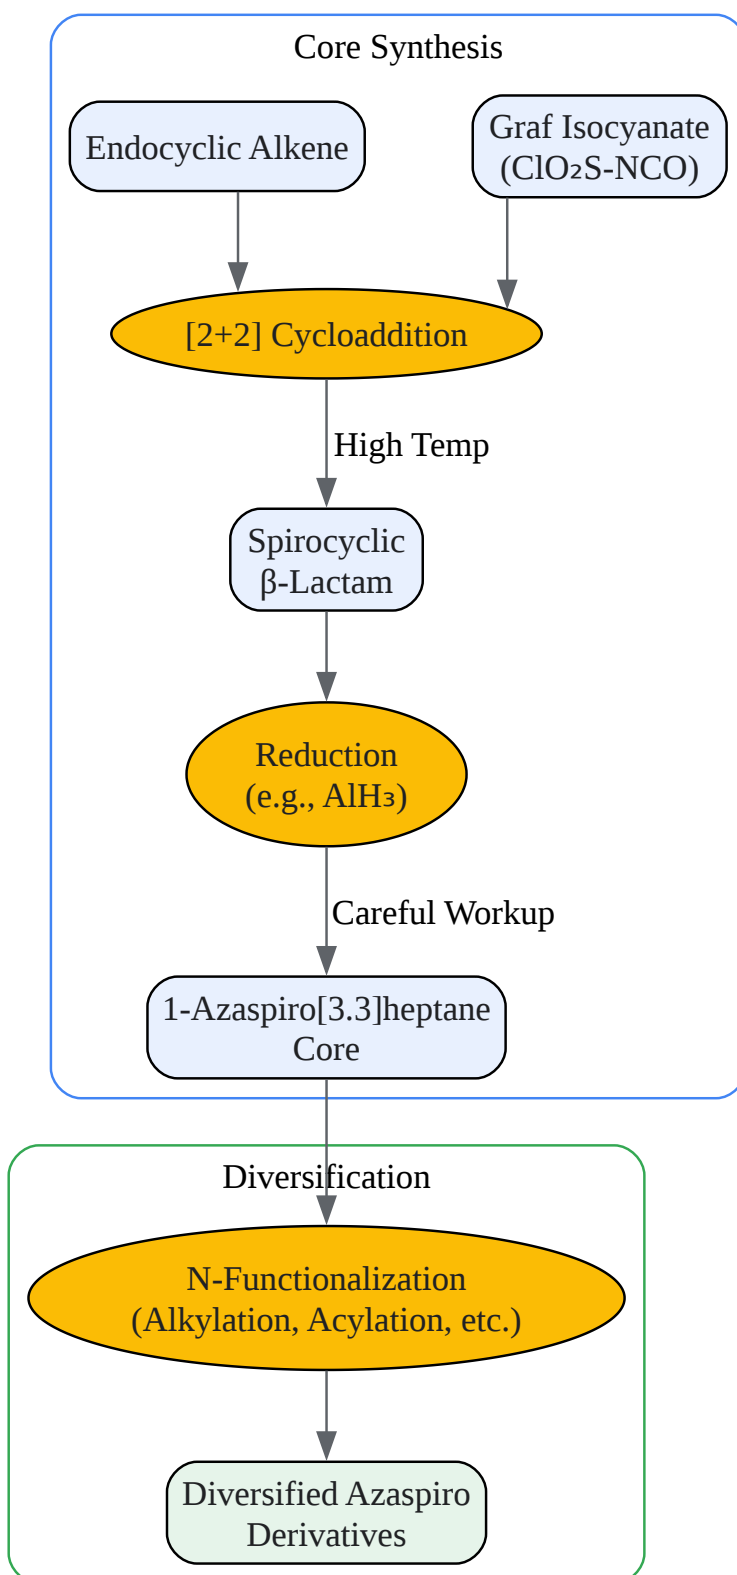 Core Synthesis
Endocyclic Alkene
Graf Isocyanate
(ClO₂S-NCO)
[2+2] Cycloaddition
High Temp
Spirocyclic
β-Lactam
Reduction
(e.g., AlH₃)
Careful Workup
1-Azaspiro[3.3]heptane
Core
Diversification
N-Functionalization
(Alkylation, Acylation, etc.)
Diversified Azaspiro
Derivatives